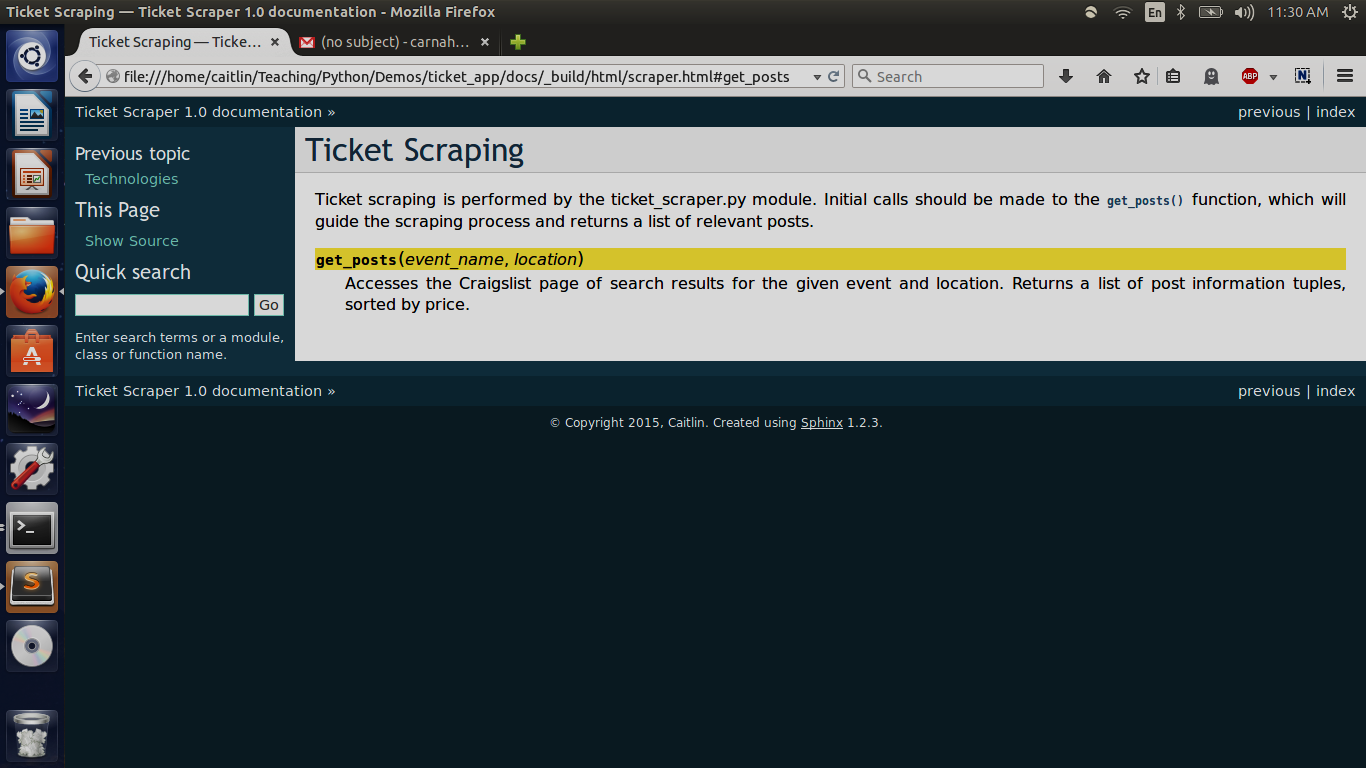 Ticket Scraping — Ticket Scraper 1.0 documentation - Mozilla Firefox
En
11:30 AM
Ticket Scraping — Ticke...
(no subject) - carnah...
file:///home/caitlin/Teaching/Python/Demos/ticket_app/docs/_build/html/scraper.html#get_posts
Search
ABP
N
Ticket Scraper 1.0 documentation »
previous | index
Previous topic
Technologies
This Page
Show Source
Quick search
Go
Enter search terms or a module,
class or function name.
Ticket Scraping
Ticket scraping is performed by the ticket_scraper.py module. Initial calls should be made to the get_posts() function, which will
guide the scraping process and returns a list of relevant posts.
get_posts(event_name, location)
Accesses the Craigslist page of search results for the given event and location. Returns a list of post information tuples,
sorted by price.
Ticket Scraper 1.0 documentation »
previous | index
© Copyright 2015, Caitlin. Created using Sphinx 1.2.3.